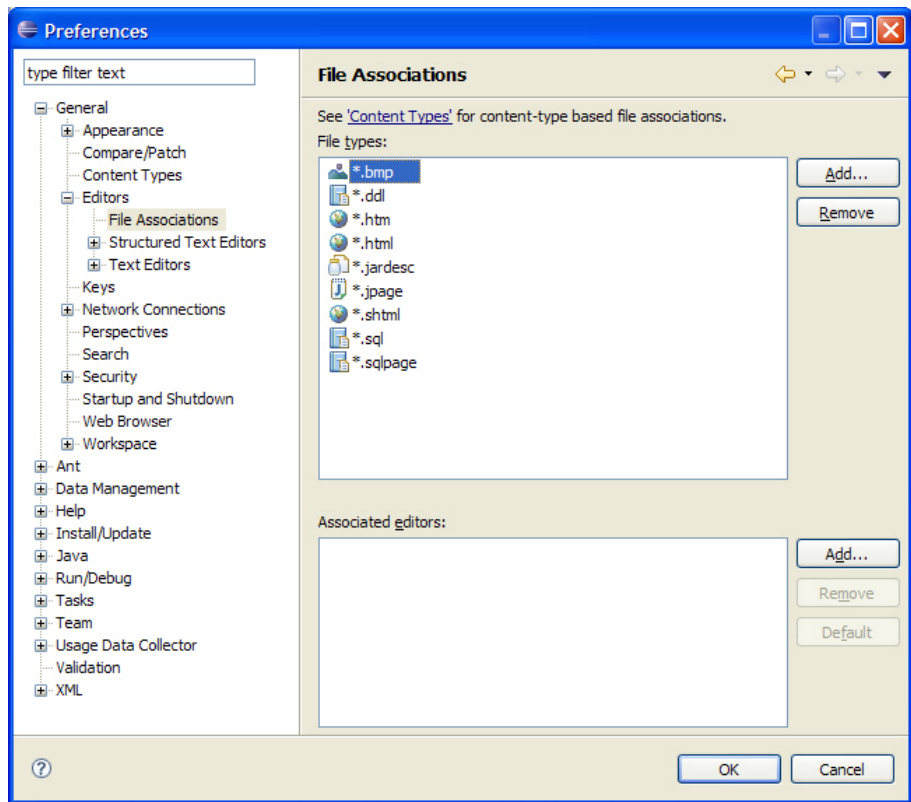 Preferences
type filter text
General
Appearance
Compare/Patch
Content Types
Editors
File Associations
Structured Text Editors
Text Editors
Keys
Network Connections
Perspectives
Search
Security
Startup and Shutdown
Web Browser
Workspace
Ant
Data Management
Help
Install/Update
Java
Run/Debug
Tasks
Team
Usage Data Collector
Validation
XML
File Associations
See 'Content Types' for content-type based file associations.
File types:
*.bmp
*.ddl
*.htm
*.html
*.jardesc
*.jpage
*.shtml
*.sql
*.sqlpage
Add...
Remove
Associated editors:
Add...
Remove
Default
OK
Cancel